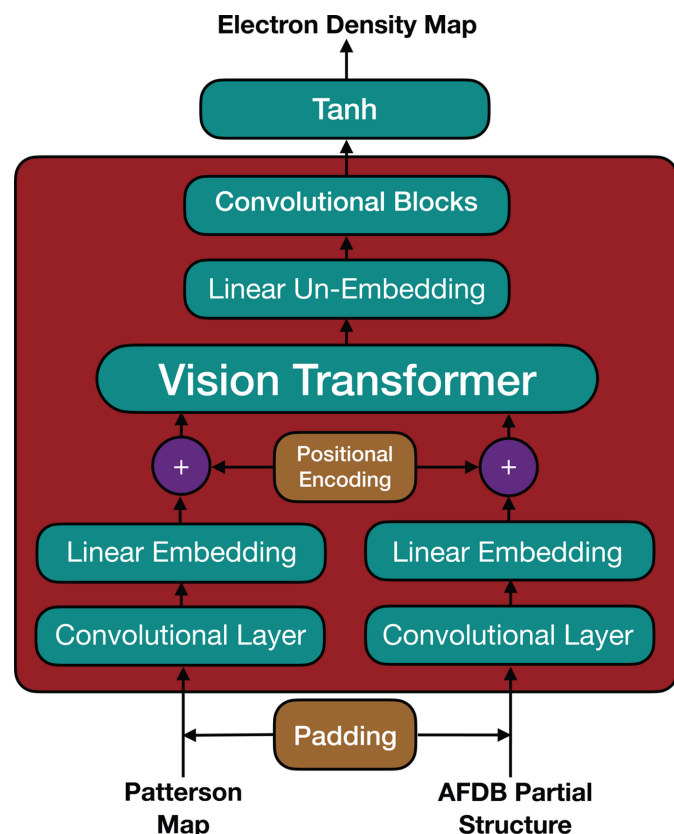 Electron Density Map
Tanh
Convolutional Blocks
Linear Un-Embedding
Vision Transformer
Positional
Encoding
+
+
Linear Embedding
Linear Embedding
Convolutional Layer
Convolutional Layer
Padding
Patterson
Map
AFDB Partial
Structure